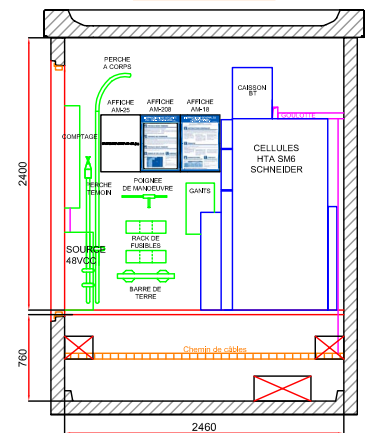 PERCHE
A CORPS
AFFICHE
AM-25
AFFICHE
AM-208
AFFICHE
AM-18
CAISSON
BT
GOULOTTE
COMPTAGE
CELLULES
HTA SM6
SCHNEIDER
PERCHE
TEMOIN
POIGNEE
DE MANOEUVRE
GANTS
RACK DE
FUSIBLES
SOURCE
48VCC
BARRE DE
TERRE
Chemin de câbles
2400
760
2460